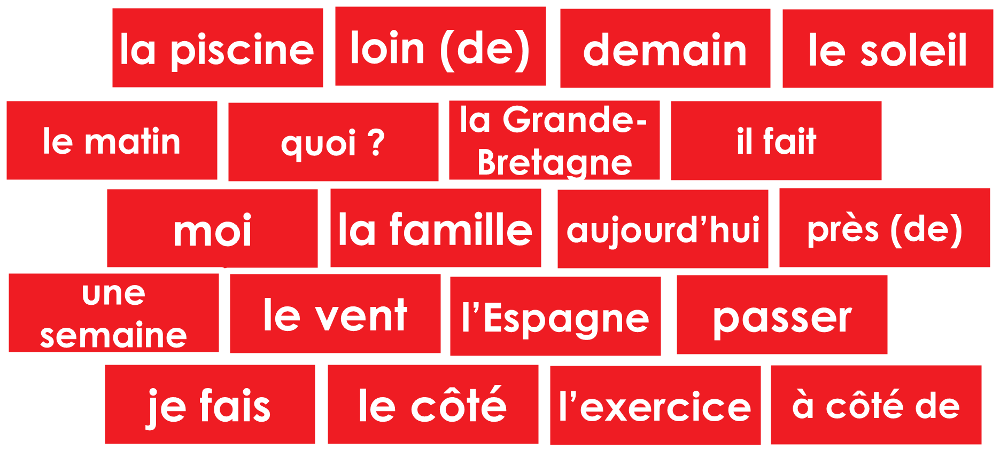 la piscine
loin (de)
demain
le soleil
le matin
quoi ?
la Grande-
Bretagne
il fait
moi
la famille
aujourd’hui
près (de)
une
semaine
le vent
l’Espagne
passer
je fais
le côté
l’exercice
à côté de